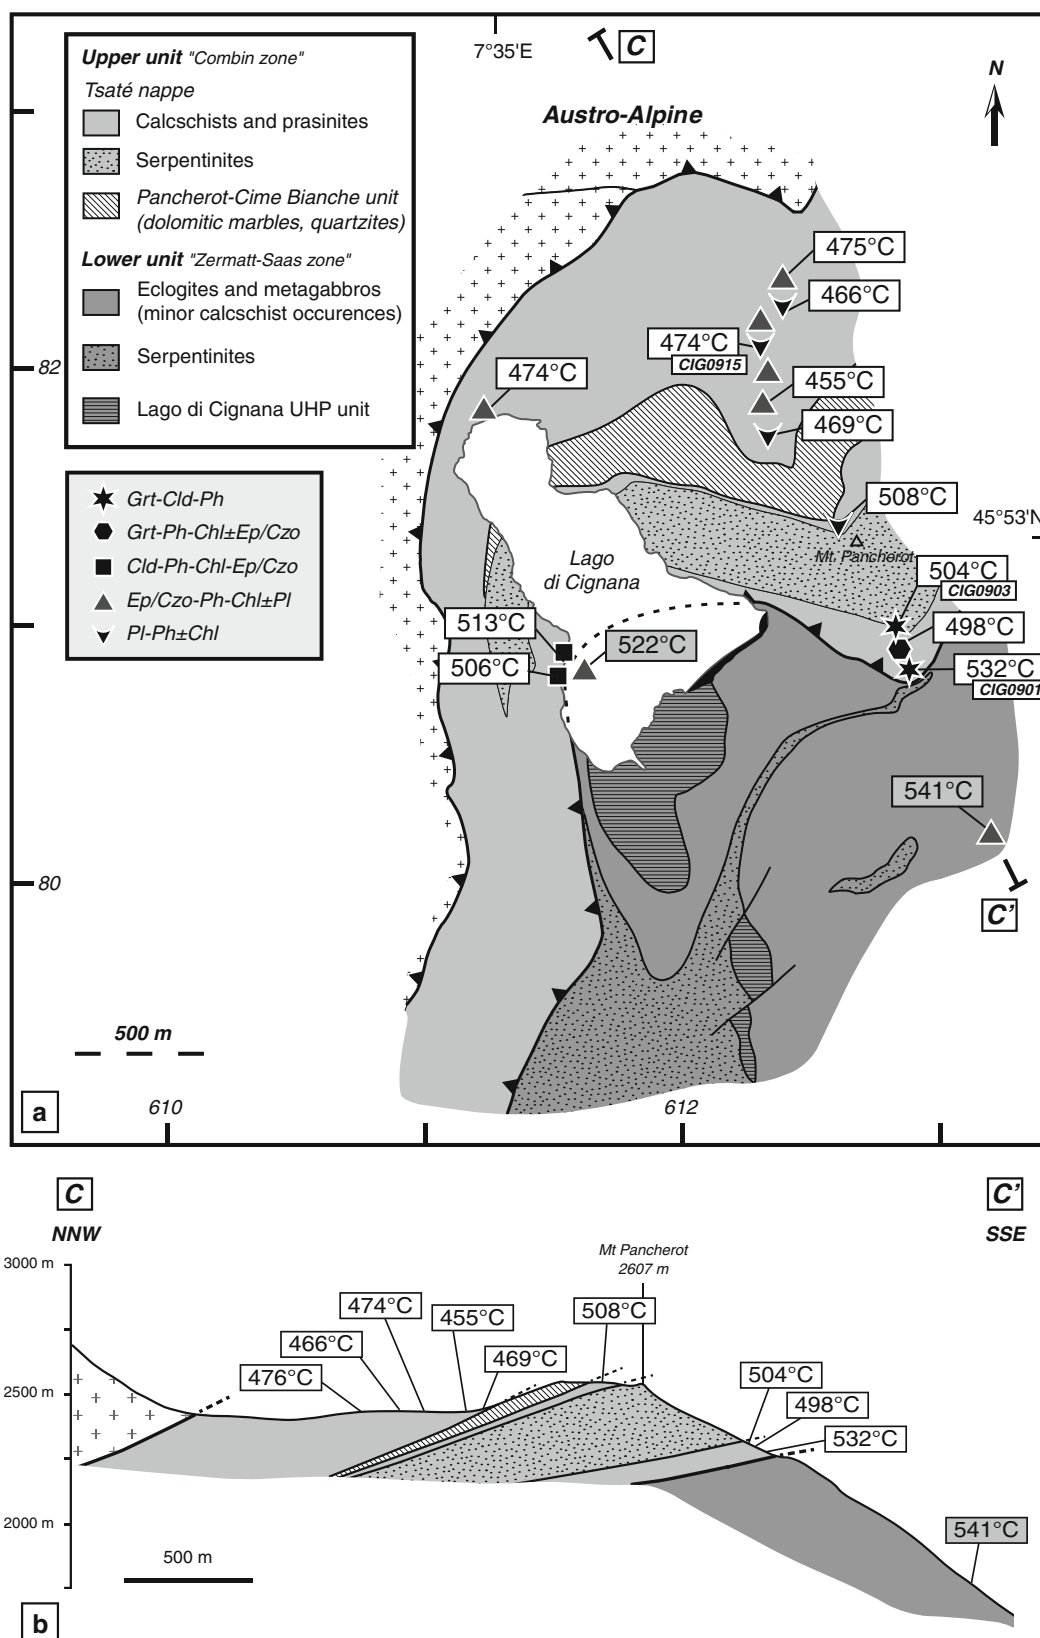 7°35'E
C
N
Upper unit "Combin zone"
Tsaté nappe
Calcschists and prasinites
Serpentinites
Pancherot-Cime Bianche unit
(dolomitic marbles, quartzites)
Lower unit "Zermatt-Saas zone"
Eclogites and metagabbros
(minor calcschist occurences)
Serpentinites
Lago di Cignana UHP unit
Austro-Alpine
475°C
466°C
474°C
CIG0915
82
474°C
455°C
469°C
Grt-Cld-Ph
Grt-Ph-Chl±Ep/Czo
Cld-Ph-Chl-Ep/Czo
Ep/Czo-Ph-Chl±Pl
Pl-Ph±Chl
508°C
45°53'N
Mt. Pancherot
Lago
di Cignana
504°C
CIG0903
513°C
498°C
522°C
506°C
532°C
CIG0901
541°C
80
C'
500 m
a
610
612
C
C'
NNW
SSE
Mt Pancherot
2607 m
3000 m
474°C
455°C
508°C
466°C
469°C
476°C
504°C
2500 m
498°C
532°C
2000 m
541°C
500 m
b